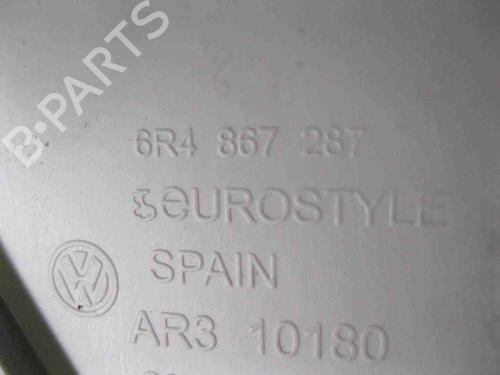 B-PARTS
6R4 867 287
eUROSTYLE
SPAIN
AR3 10180